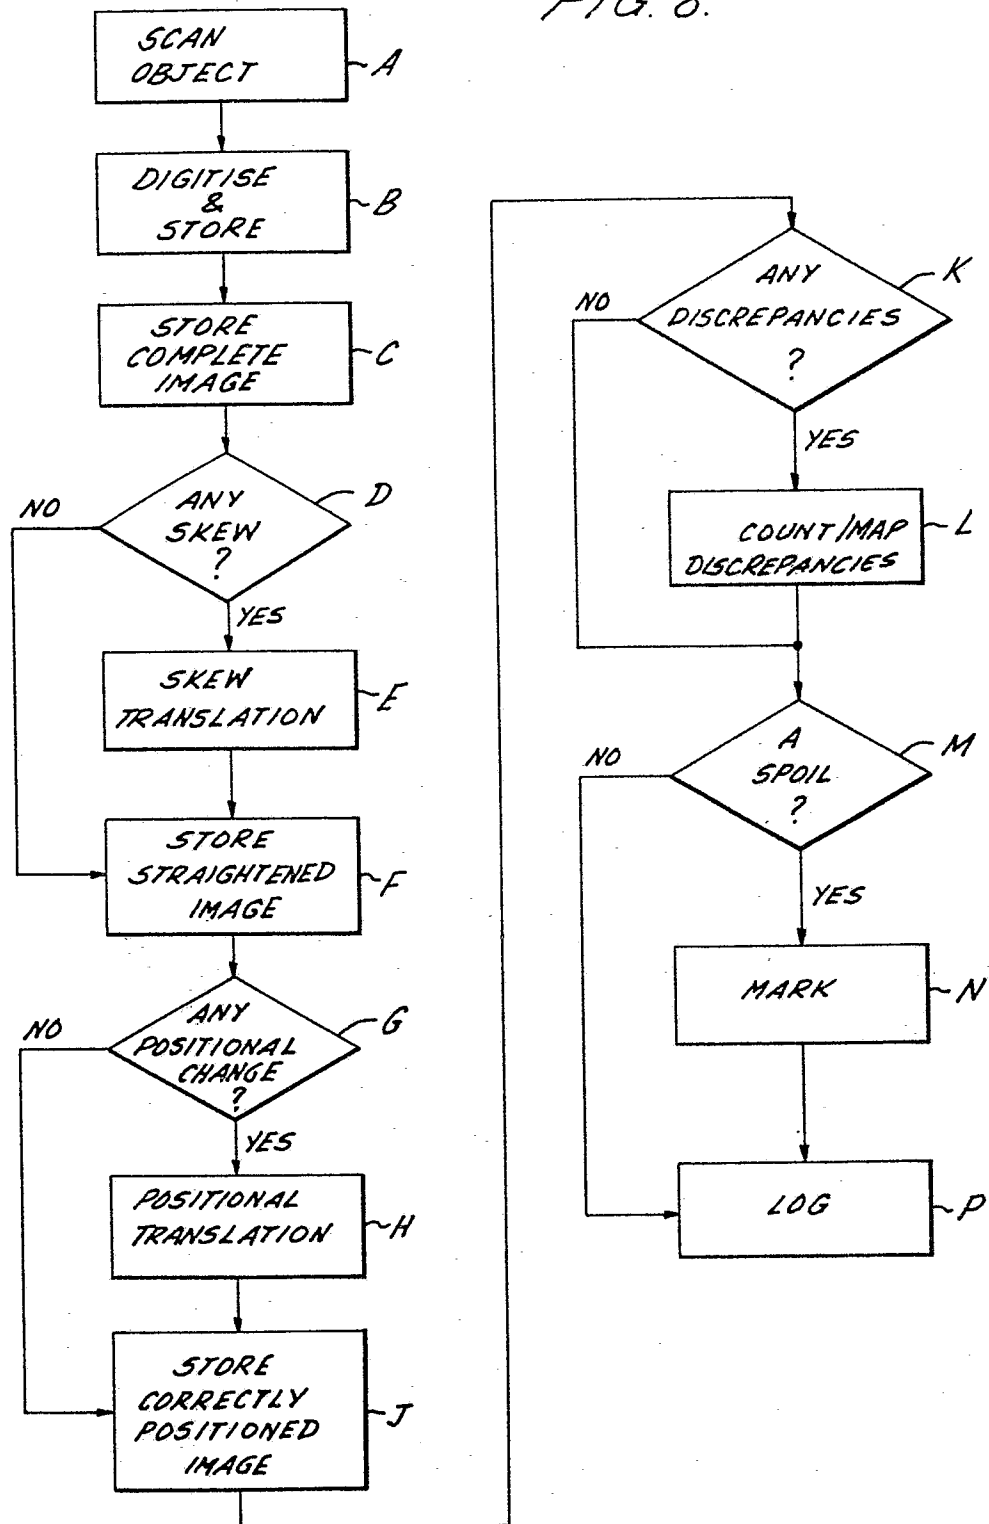 FIG. 8.
SCAN
OBJECT
A
DIGITISE
&
STORE
B
STORE
COMPLETE
IMAGE
C
ANY
SKEW
?
D
NO
YES
SKEW
TRANSLATION
E
STORE
STRAIGHTENED
IMAGE
F
ANY
POSITIONAL
CHANGE
?
G
NO
YES
POSITIONAL
TRANSLATION
H
STORE
CORRECTLY
POSITIONED
IMAGE
J
ANY
DISCREPANCIES
?
K
NO
YES
COUNT/MAP
DISCREPANCIES
L
A
SPOIL
?
M
NO
YES
MARK
N
LOG
P